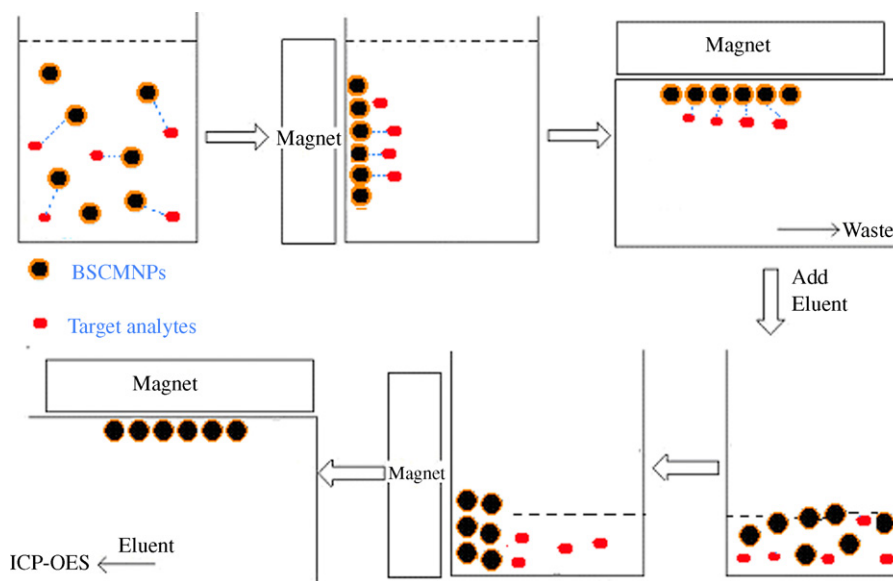 Magnet
Magnet
Waste
BSCMNPs
Target analytes
Add
Eluent
Magnet
Magnet
Eluent
ICP-OES